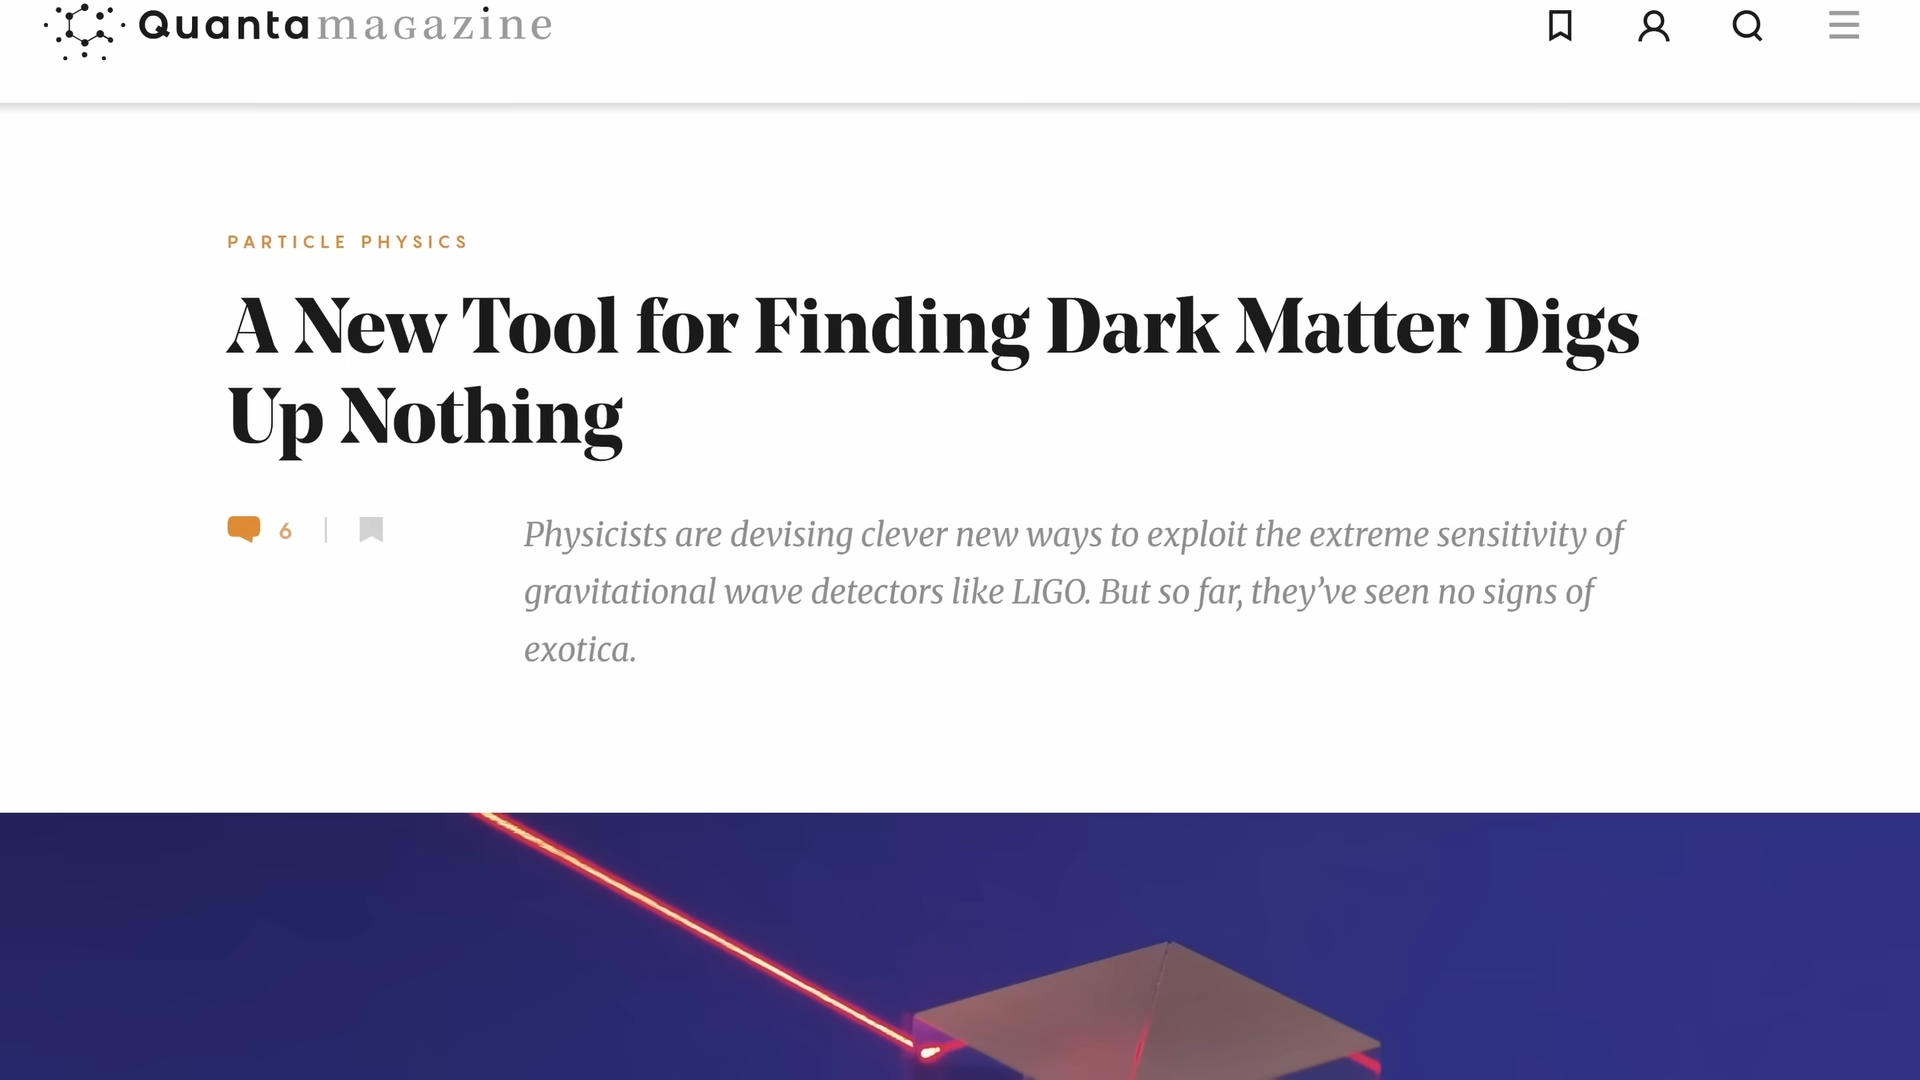 Quanta magazine
PARTICLE PHYSICS
A New Tool for Finding Dark Matter Digs
Up Nothing
6
Physicists are devising clever new ways to exploit the extreme sensitivity of
gravitational wave detectors like LIGO. But so far, they’ve seen no signs of
exotica.